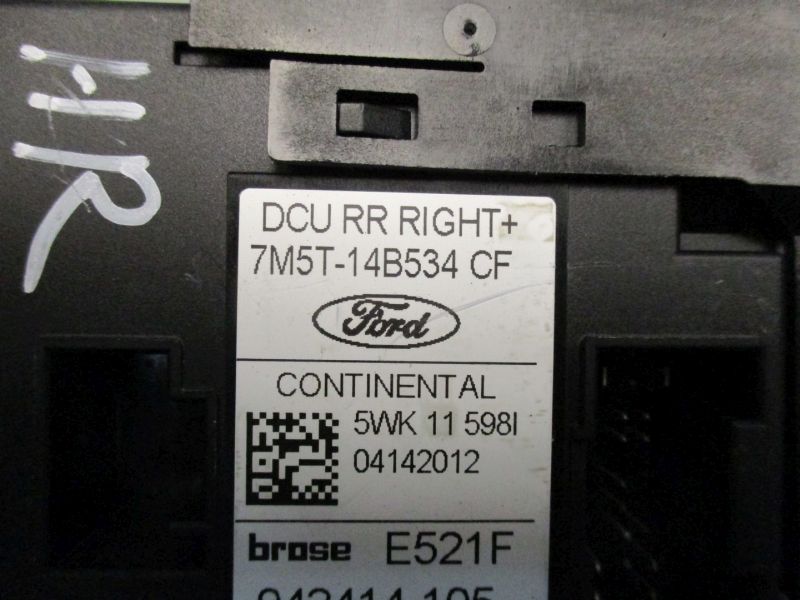 HR
DCU RR RIGHT+
7M5T-14B534 CF
Ford
CONTINENTAL
5WK 11 598I
04142012
brose E521F